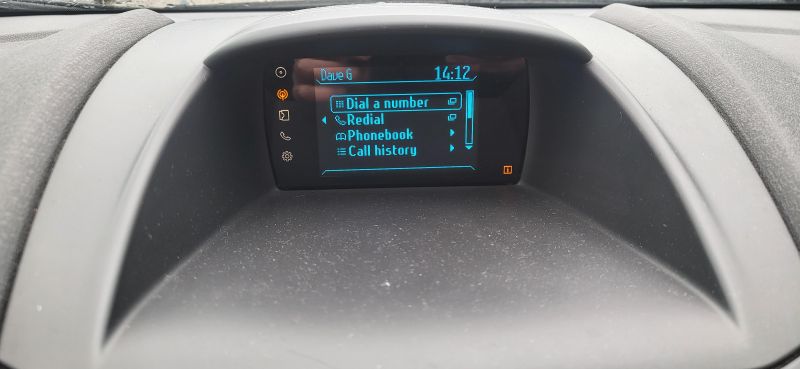 Dave G 14:12
Dial a number
Redial
Phonebook
Call history